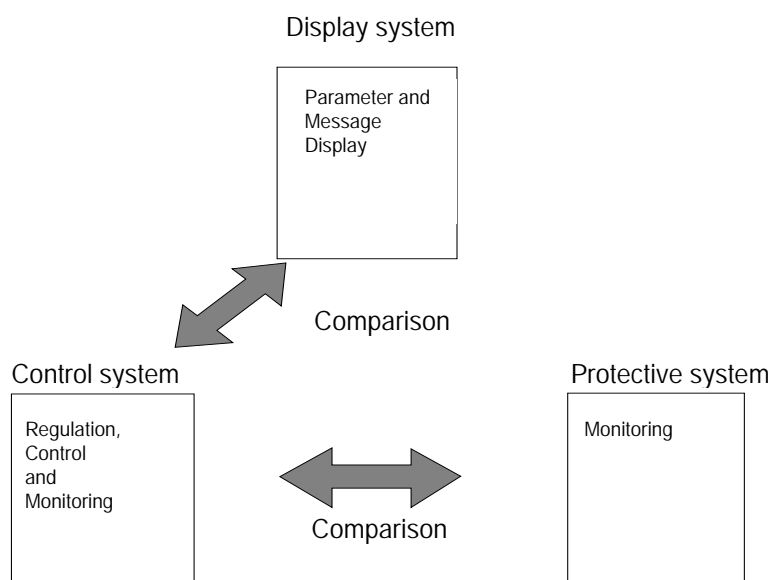 Display system
Parameter and
Message
Display
Comparison
Control system
Regulation,
Control
and
Monitoring
Protective system
Monitoring
Comparison